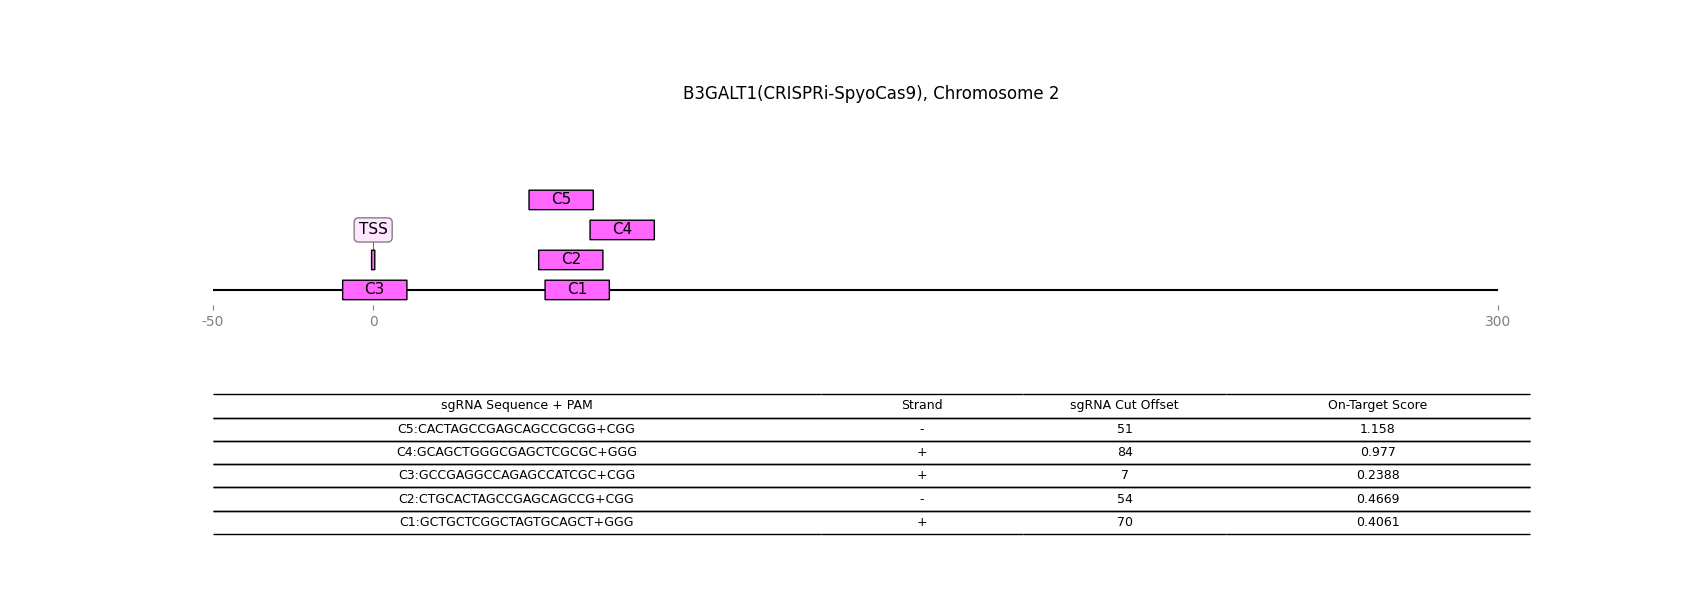 B3GALT1(CRISPRi-SpyoCas9), Chromosome 2
C5
TSS C4
C2
C3 C1
-50 0 300
sgRNA Sequence + PAM Strand sgRNA Cut Offset On-Target Score
C5:CACTAGCCGAGCAGCCGCGG+CGG - 51 1.158
C4:GCAGCTGGGCGAGCTCGCGC+GGG + 84 0.977
C3:GCCGAGGCCAGAGCCATCGC+CGG + 7 0.2388
C2:CTGCACTAGCCGAGCAGCCG+CGG - 54 0.4669
C1:GCTGCTCGGCTAGTGCAGCT+GGG + 70 0.4061